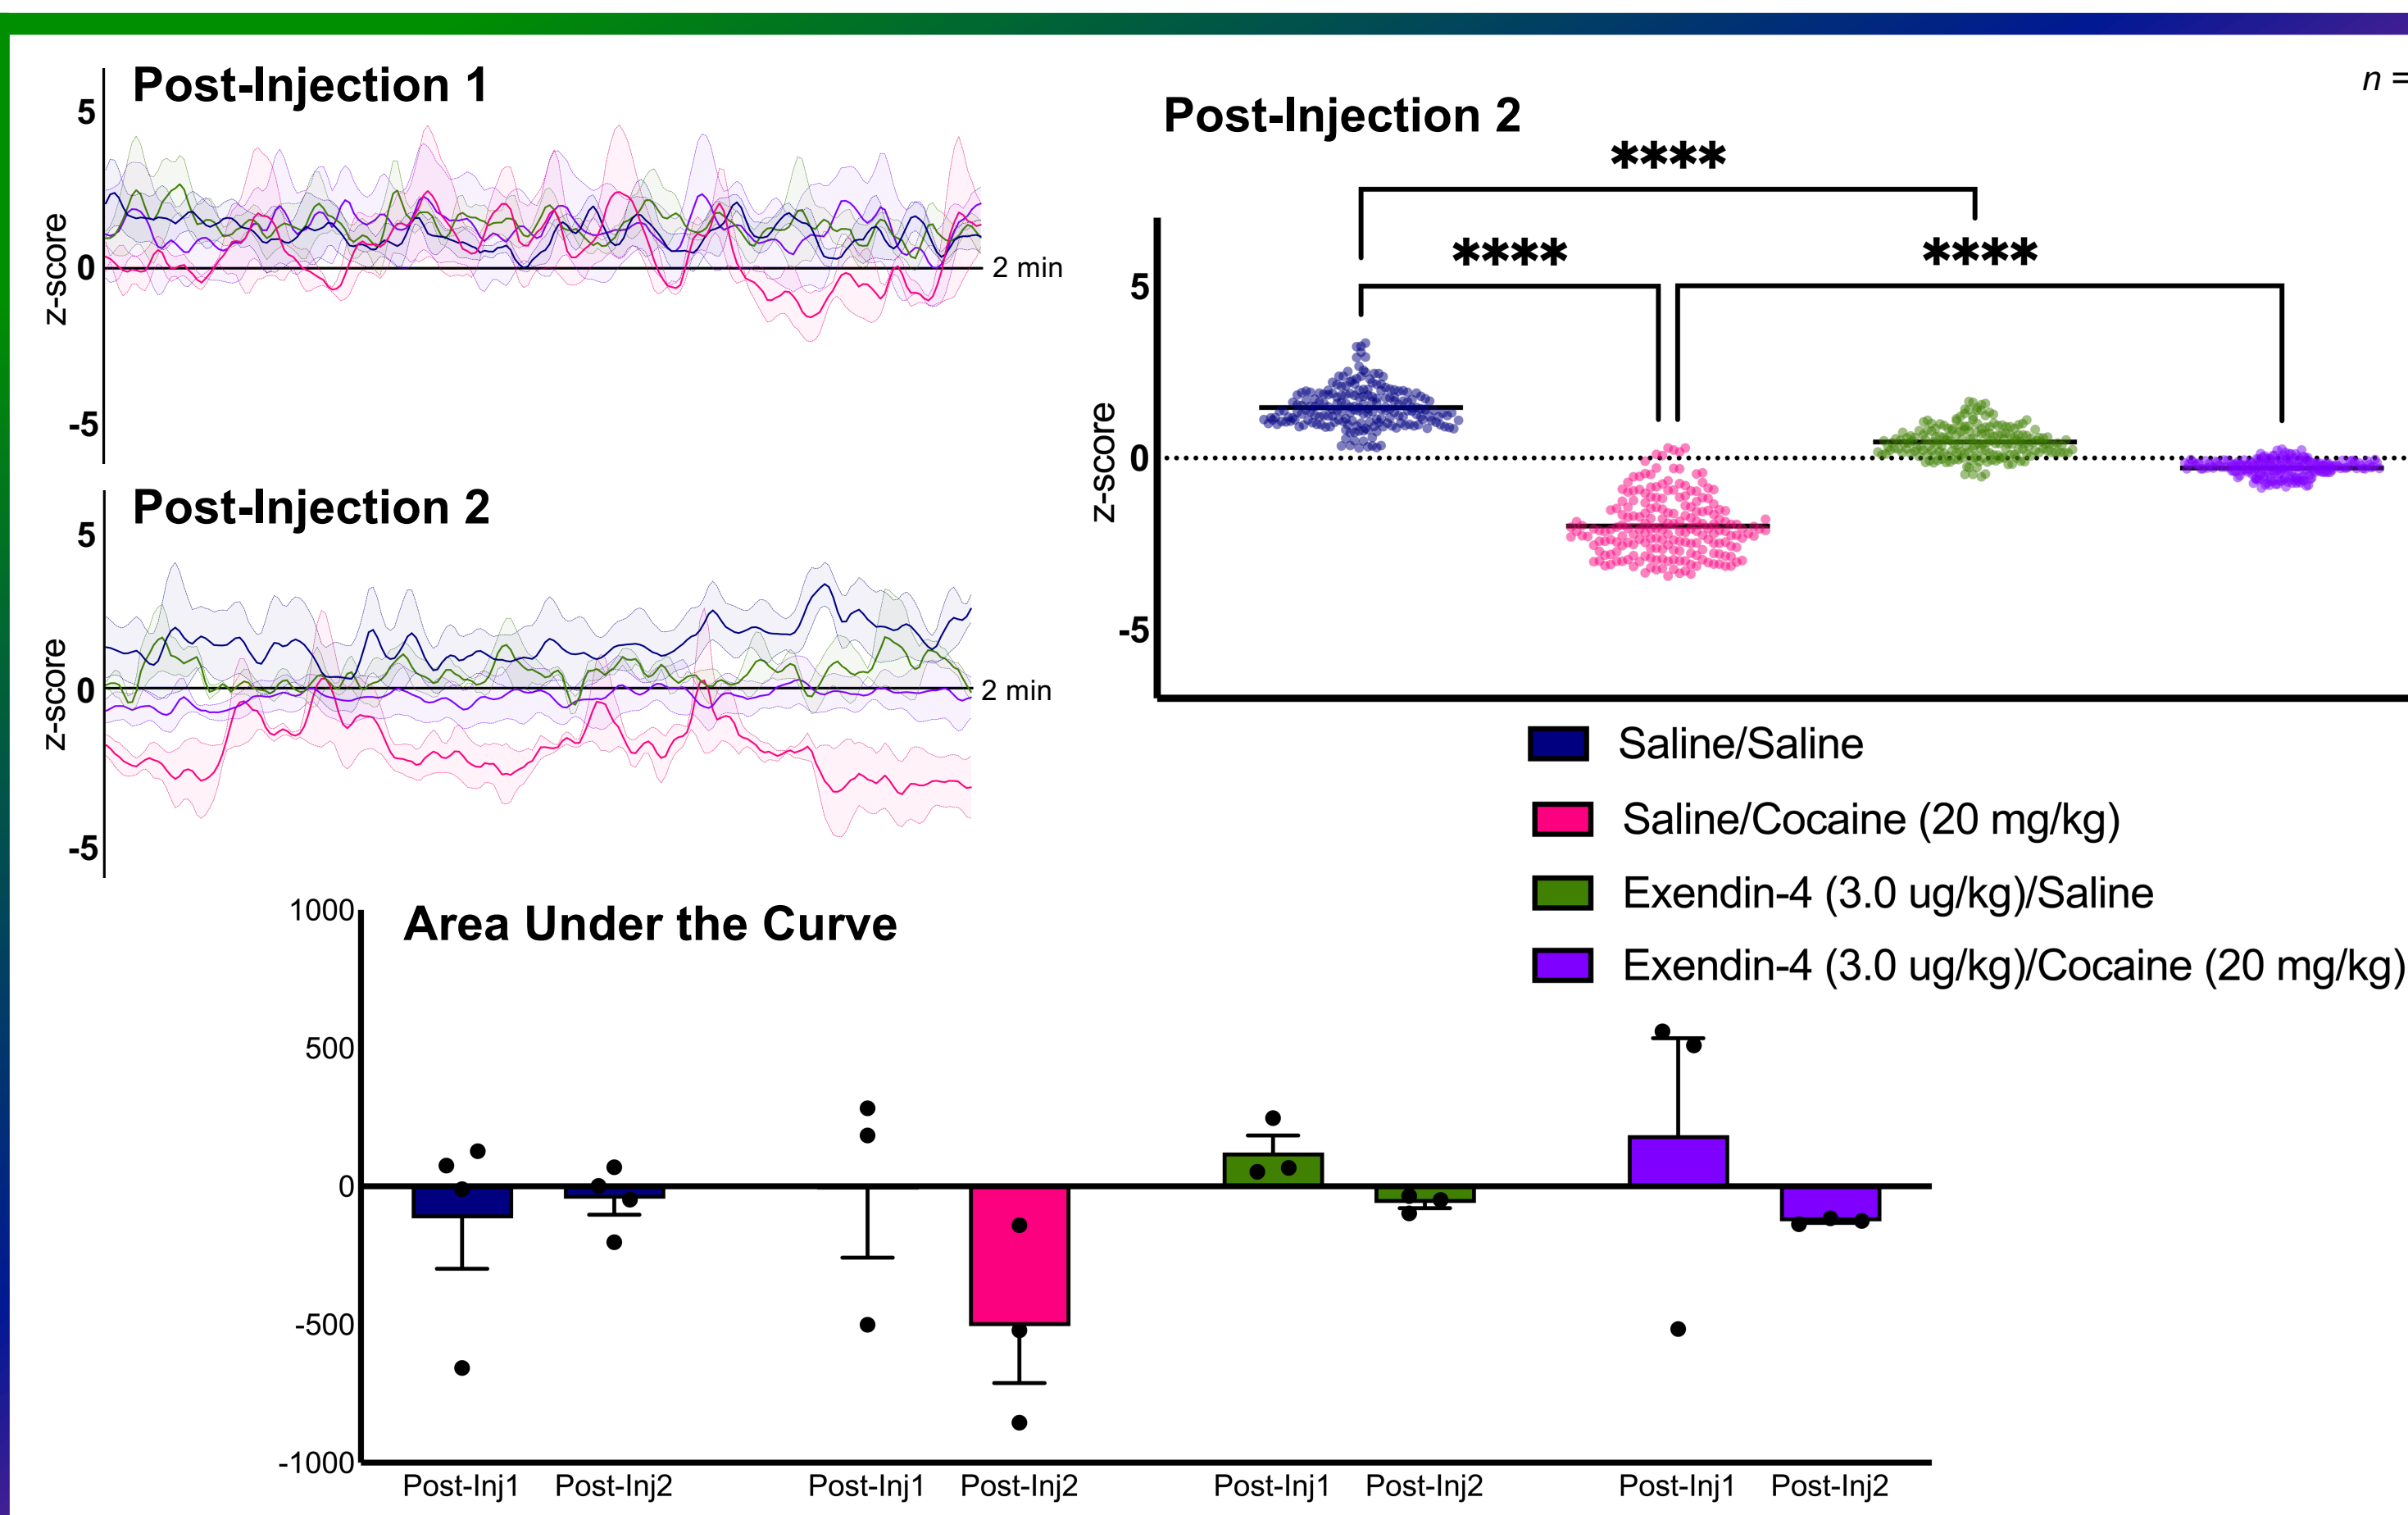 Post-Injection 1
5
0
-5
z-score
2 min
Post-Injection 2
5
0
-5
z-score
2 min
n =
Post-Injection 2
****
****
****
5
0
-5
z-score
Saline/Saline
Saline/Cocaine (20 mg/kg)
Exendin-4 (3.0 ug/kg)/Saline
Exendin-4 (3.0 ug/kg)/Cocaine (20 mg/kg)
Area Under the Curve
1000
500
0
-500
-1000
Post-Inj1 Post-Inj2 Post-Inj1 Post-Inj2 Post-Inj1 Post-Inj2 Post-Inj1 Post-Inj2